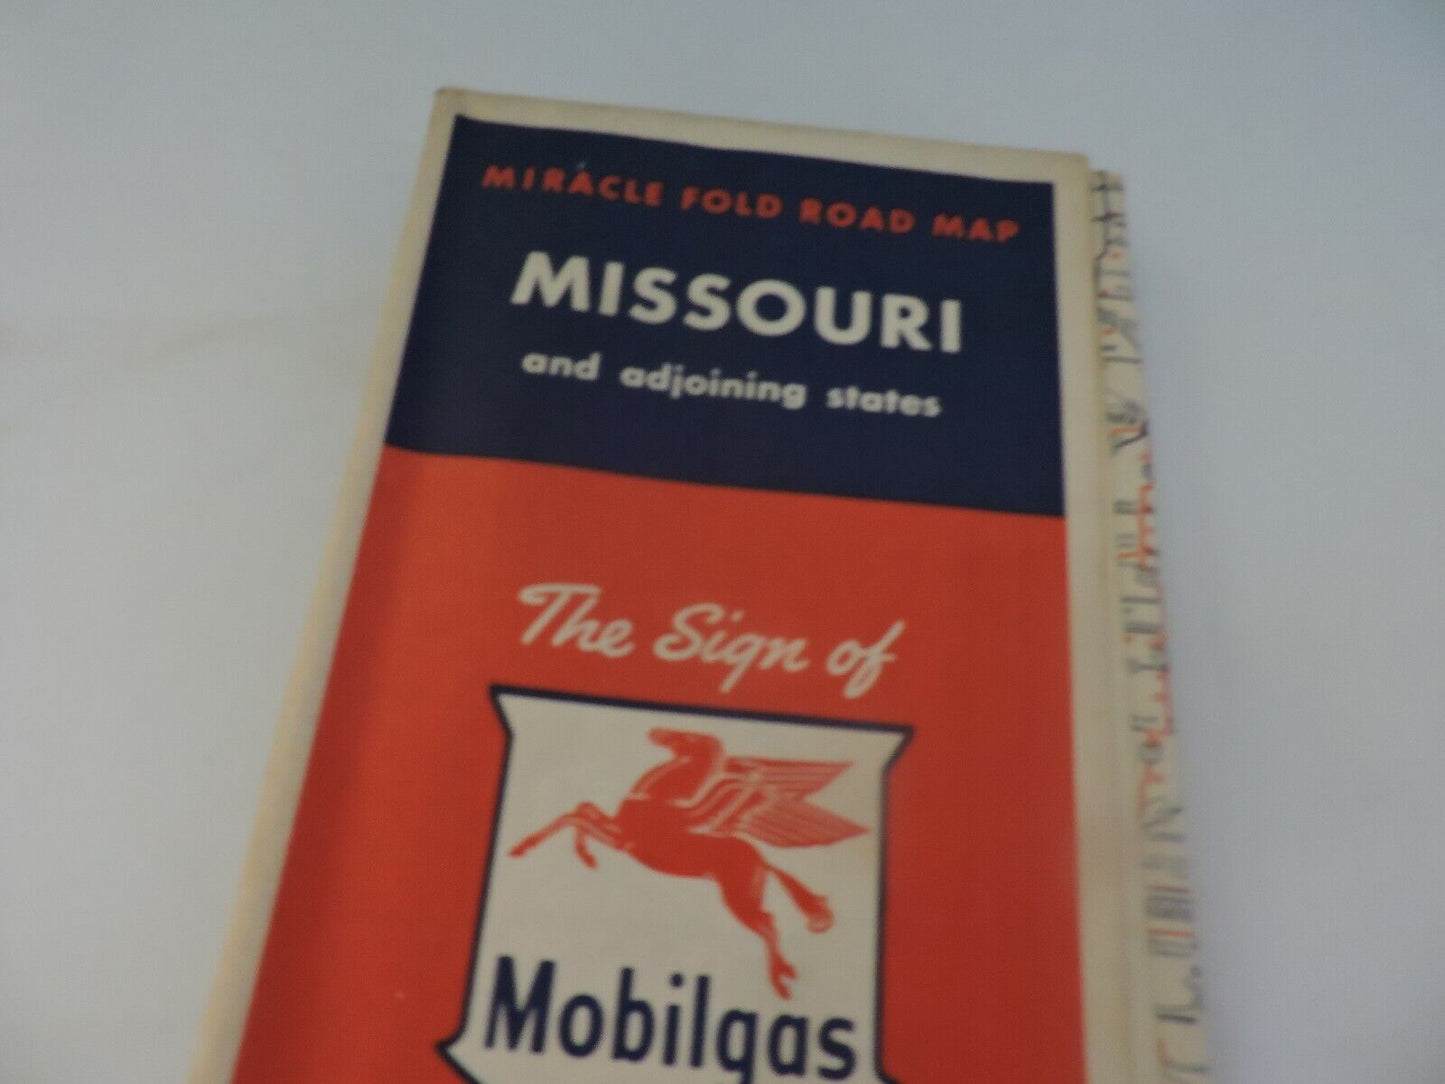 MIRACLE FOLD ROAD MAP
MISSOURI
and adjoining states
The Sign of
Mobilgas